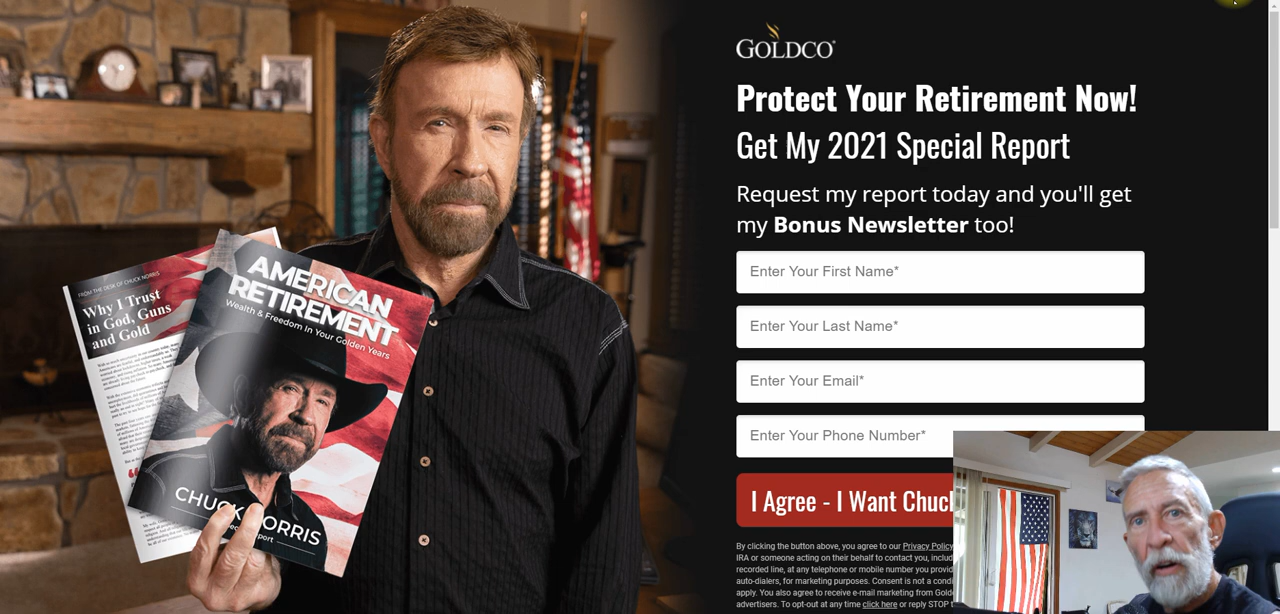 GOLDCO
Protect Your Retirement Now!
Get My 2021 Special Report
Request my report today and you'll get
my Bonus Newsletter too!
Enter Your First Name*
Enter Your Last Name*
Enter Your Email*
Enter Your Phone Number*
I Agree - I Want Chuc
By clicking the button above, you agree to our Privacy Policy
IRA or someone acting on their behalf to contact you, includ
recorded line, at any telephone or mobile number you provid
auto-dialers, for marketing purposes. Consent is not a condi
apply. You also agree to receive e-mail marketing from Gold
advertisers. To opt-out at any time click here or reply STOP t
FROM THE DESK OF CHUCK NORRIS
Why I Trust
in God, Guns
and Gold
AMERICAN
RETIREMENT
Wealth & Freedom In Your Golden Years
CHUCK NORRIS